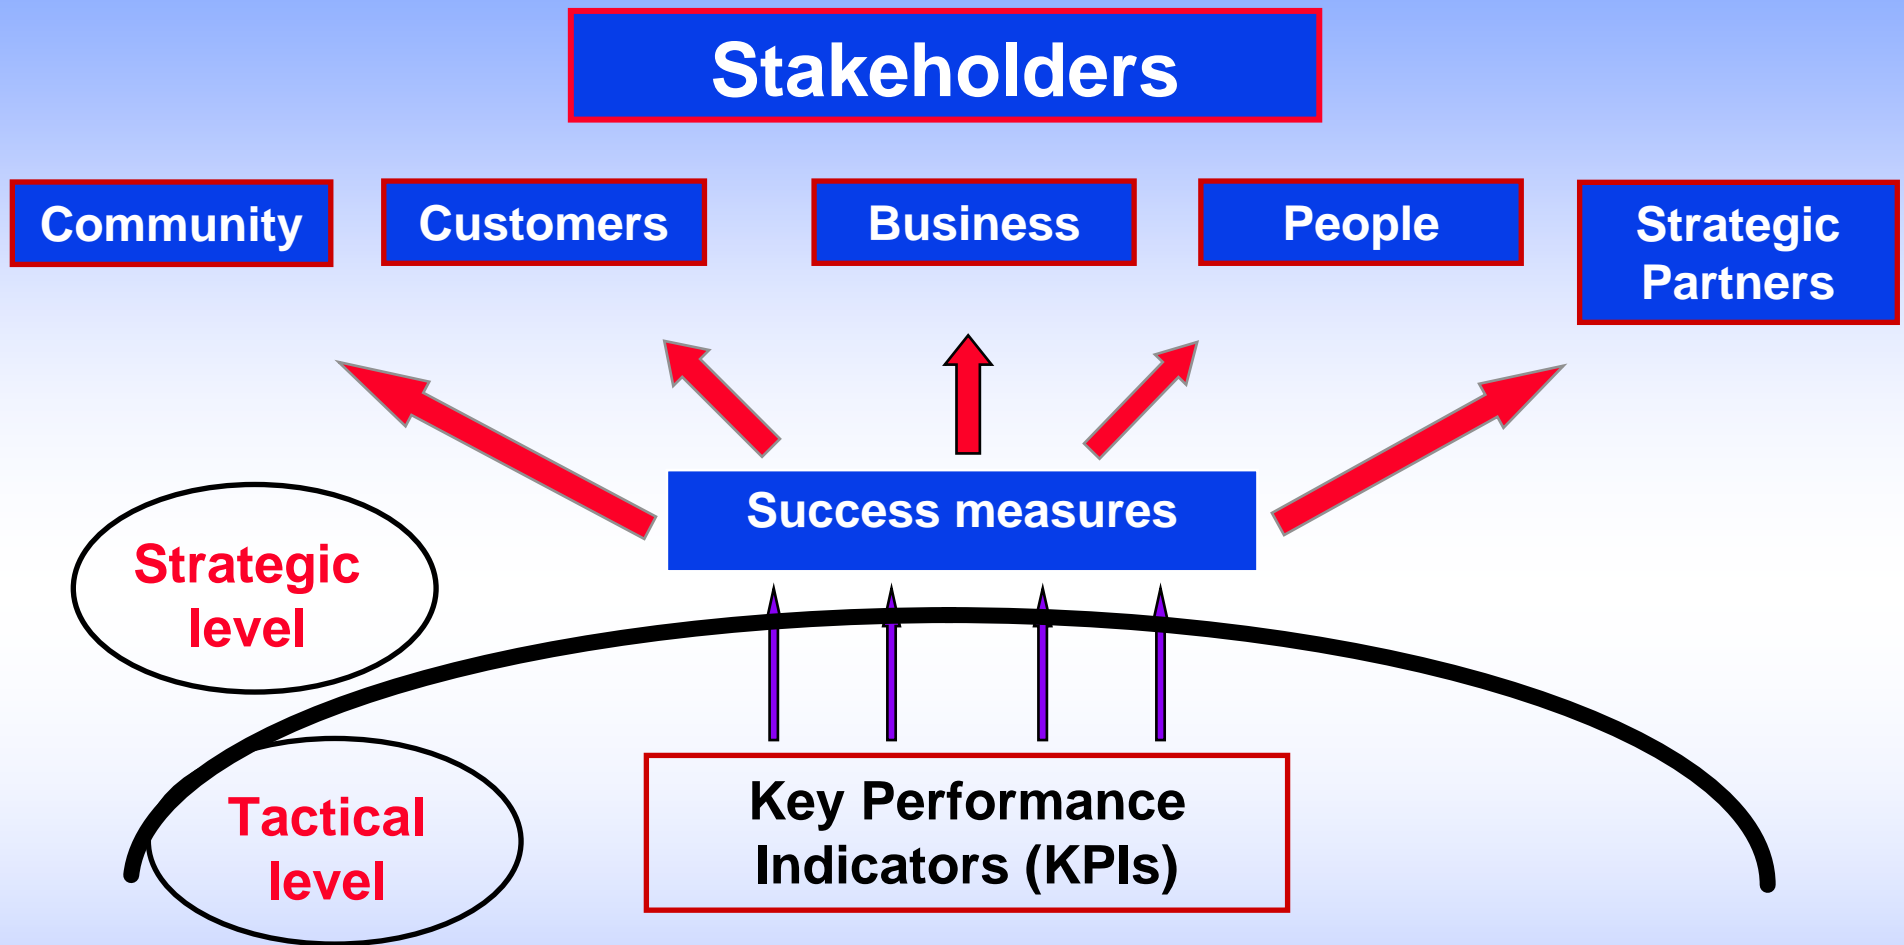 Stakeholders
Community
Customers
Business
People
Strategic
Partners
Success measures
Strategic
level
Key Performance
Indicators (KPIs)
Tactical
level